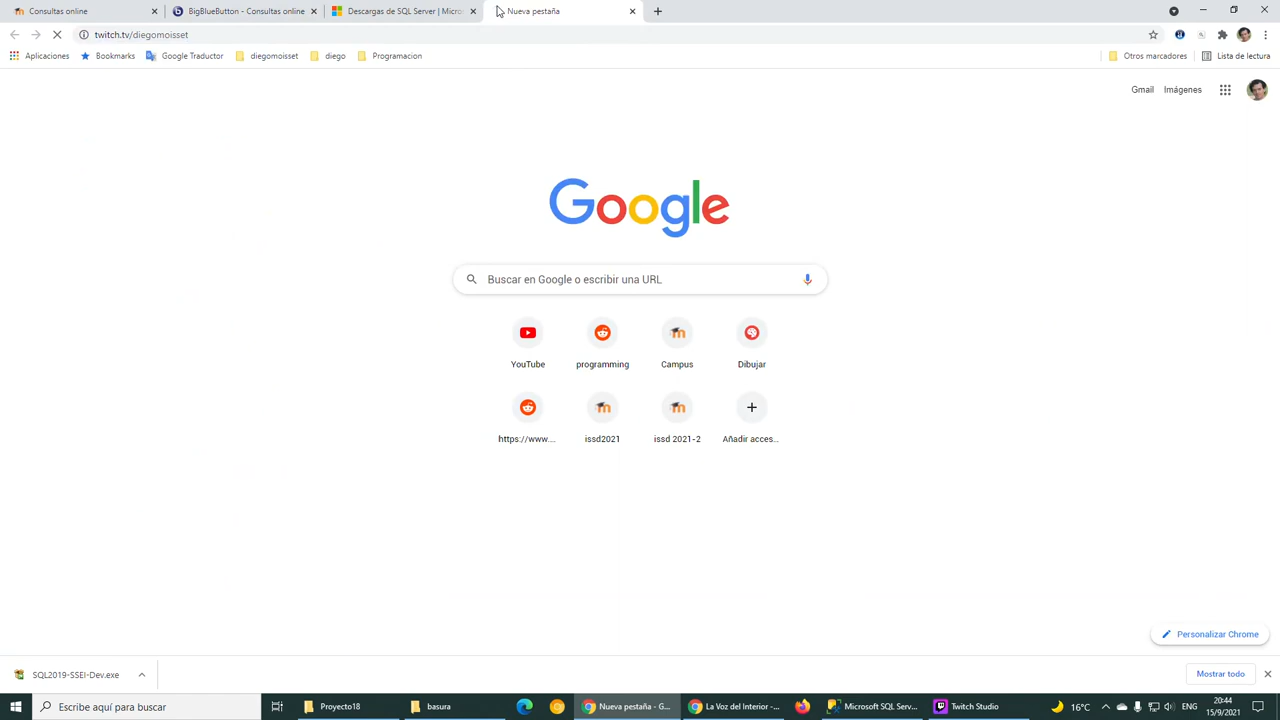 Consultas online
BigBlueButton - Consultas online
Descargas de SQL Server | Micro
Nueva pestaña
twitch.tv/diegomoisset
Aplicaciones
Bookmarks
Google Traductor
diegomoisset
diego
Programacion
Otros marcadores
Lista de lectura
Gmail
Imágenes
Google
Buscar en Google o escribir una URL
YouTube
programming
Campus
Dibujar
https://www....
issd2021
issd 2021-2
Añadir acces...
Personalizar Chrome
SQL2019-SSEI-Dev.exe
Mostrar todo
Escribe aquí para buscar
Proyecto18
basura
Nueva pestaña - G...
La Voz del Interior -...
Microsoft SQL Serv...
Twitch Studio
16°C
ENG
20:44
15/9/2021